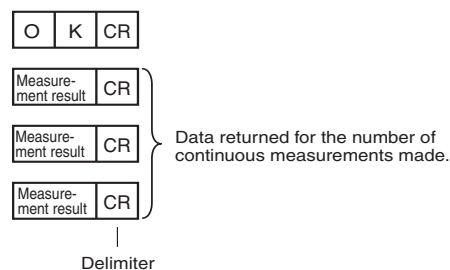 O K CR
Measure-
ment result CR
Measure-
ment result CR
Data returned for the number of
continuous measurements made.
Measure-
ment result CR
Delimiter